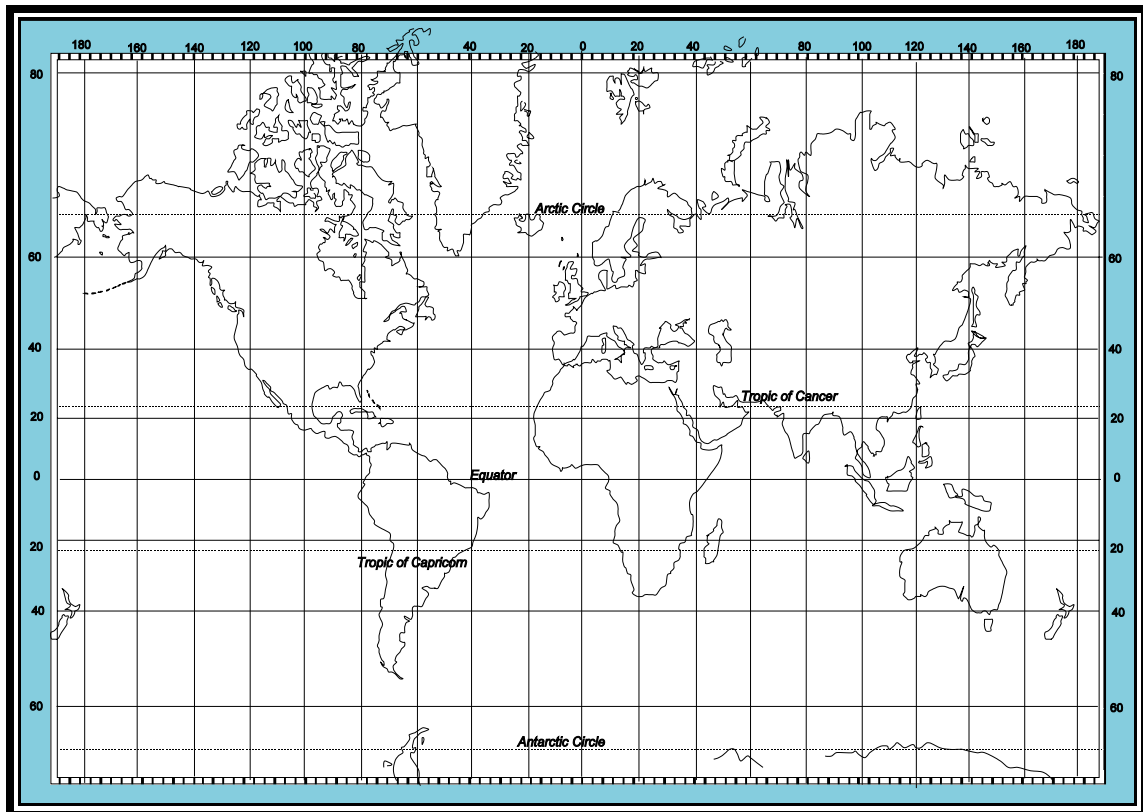 180 160 140 120 100 80 60 40 20 0 20 40 60 80 100 120 140 160 180
80 80
Arctic Circle
60 60
40 40
Tropic of Cancer
20 20
0 Equator 0
20 20
Tropic of Capricorn
40 40
60 60
Antarctic Circle